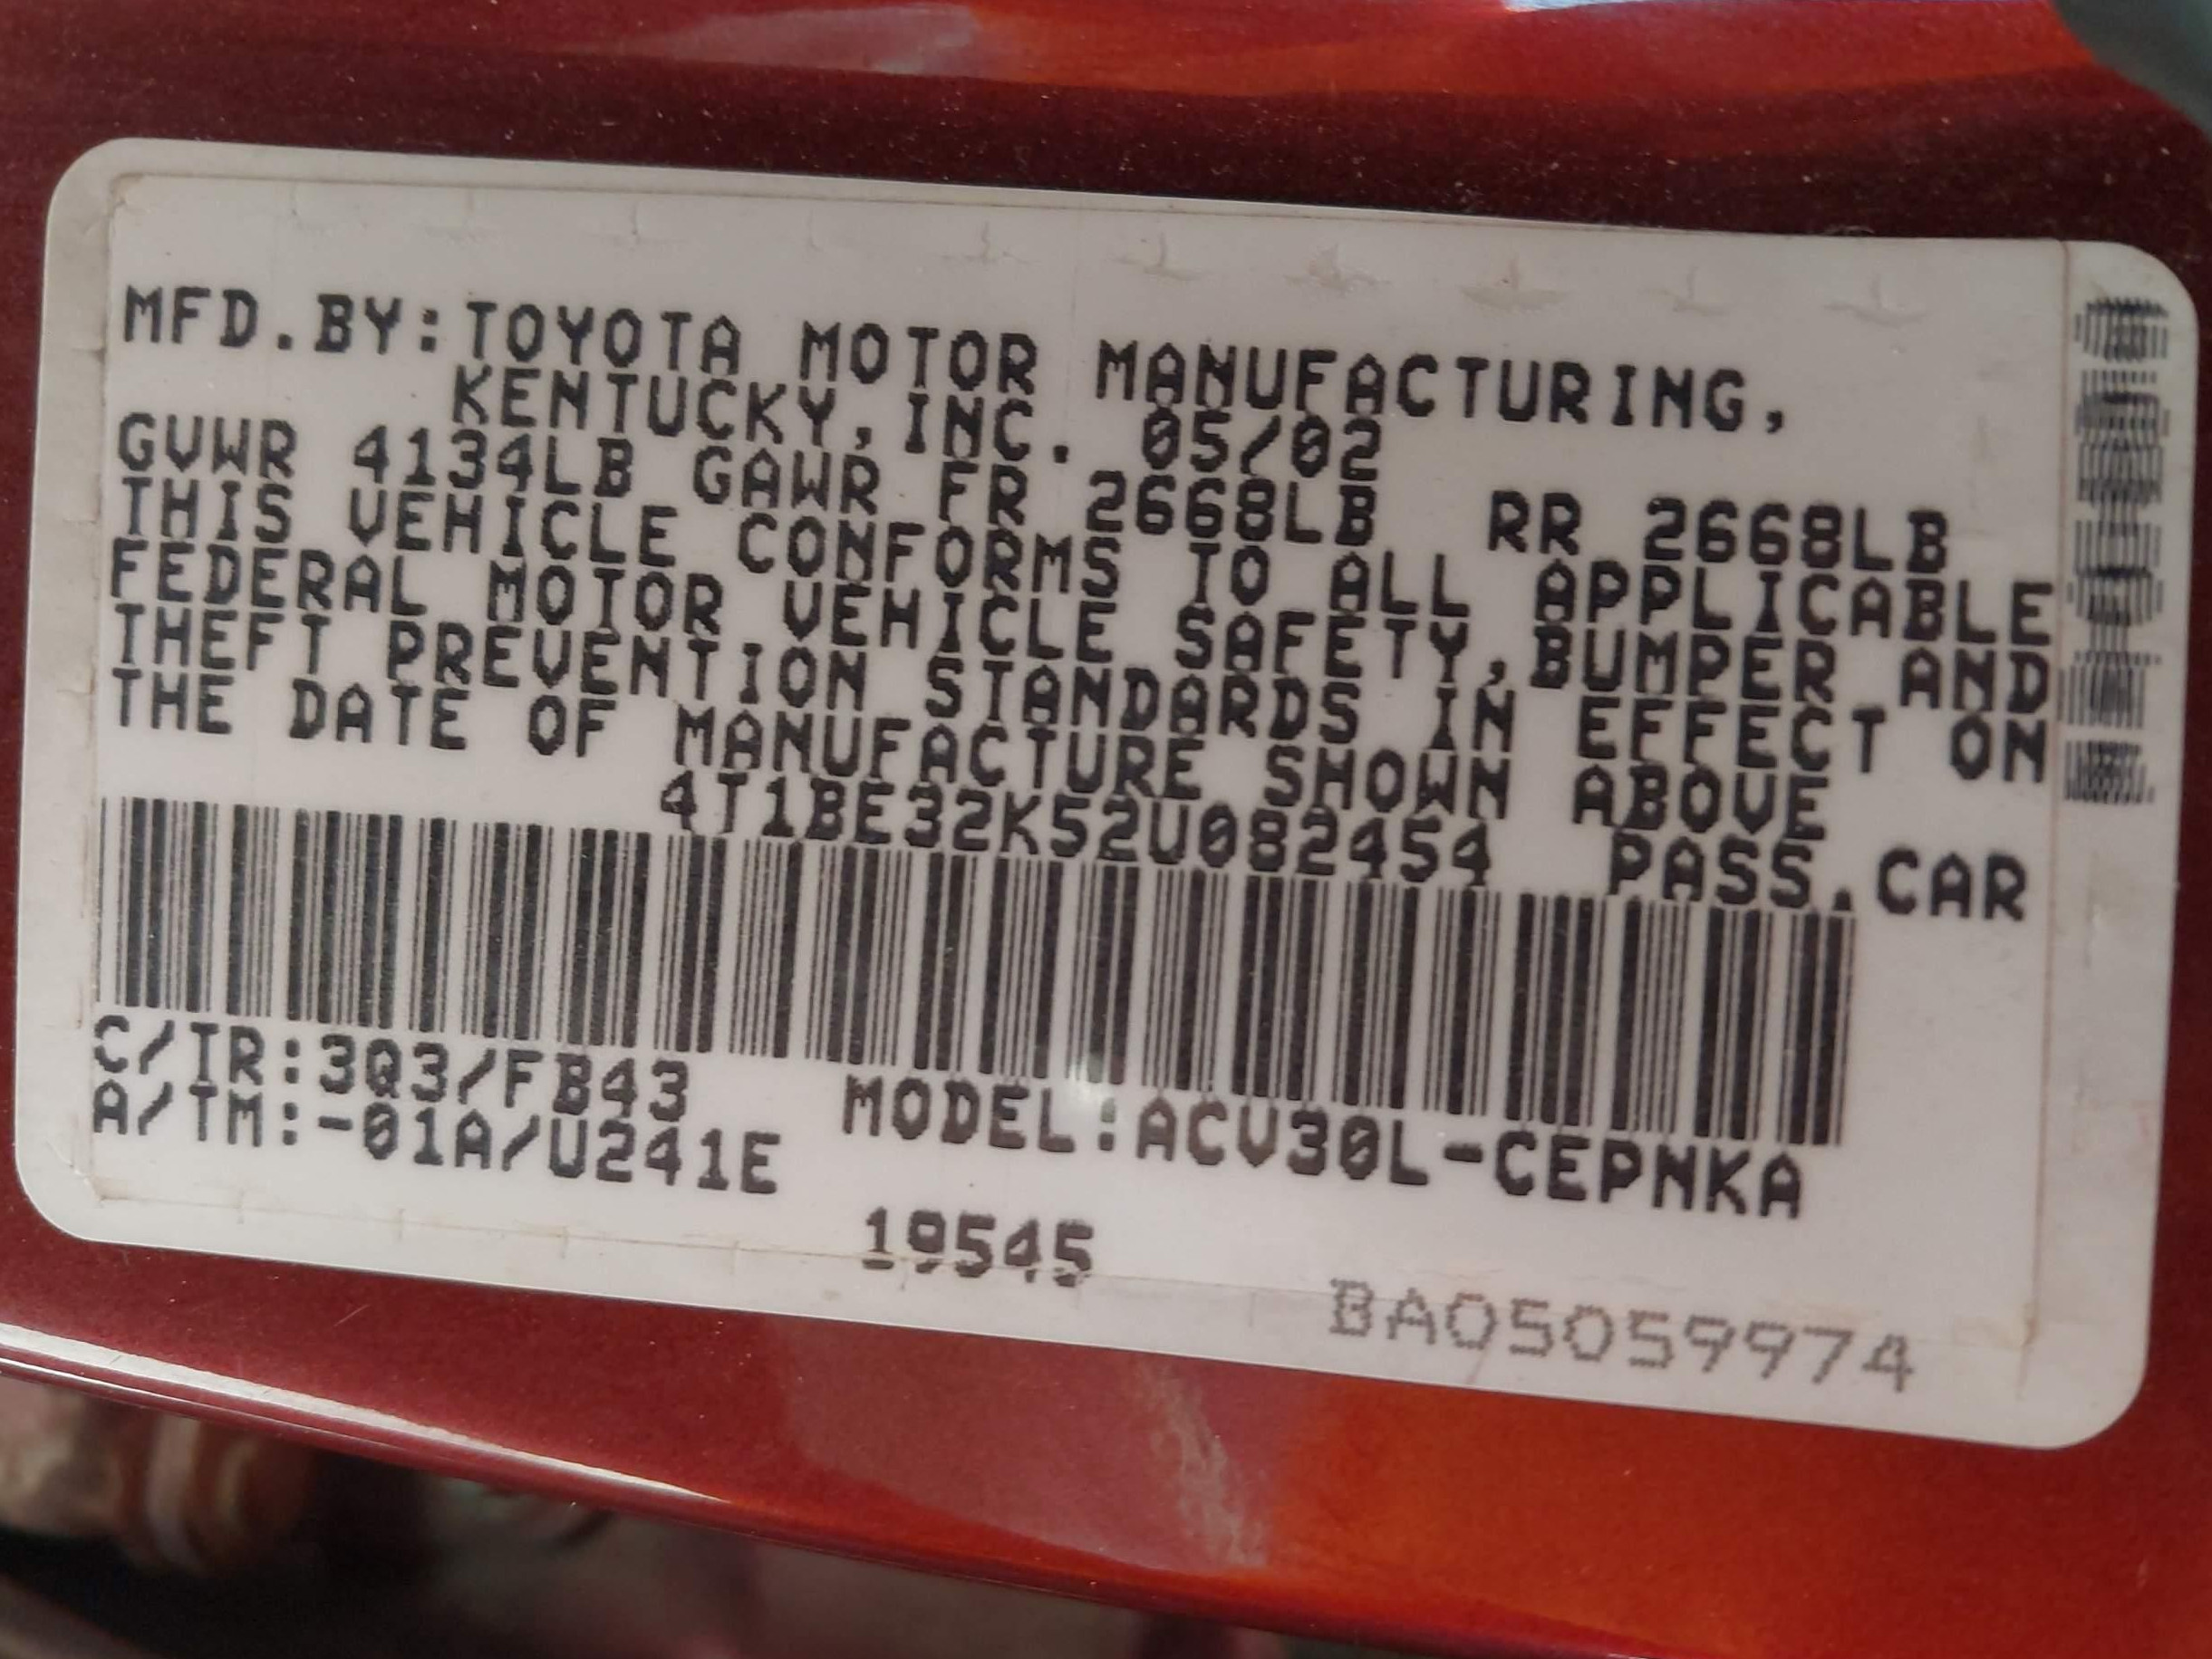 MFD.BY:TOYOTA MOTOR MANUFACTURING,
KENTUCKY,INC. 05/02
GVWR 4134LB GAWR FR 2668LB RR 2668LB
THIS VEHICLE CONFORMS TO ALL APPLICABLE
FEDERAL MOTOR VEHICLE SAFETY,BUMPER AND
THEFT PREVENTION STANDARDS IN EFFECT ON
THE DATE OF MANUFACTURE SHOWN ABOVE
4T1BE32K52U082454 PASS.CAR
C/TR:3Q3/FB43
A/TM:-01A/U241E
MODEL:ACV30L-CEPNKA
19545
BA05059974